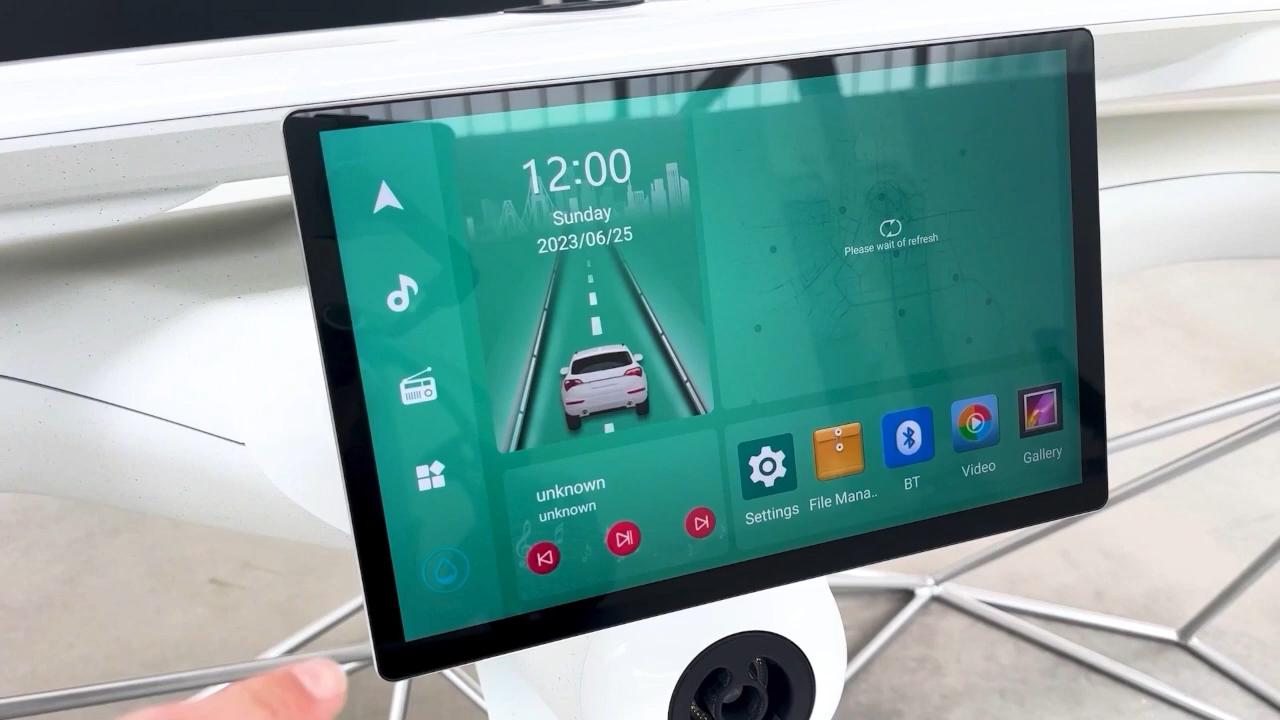 12:00
Sunday
2023/06/25
Please wait of refresh
unknown
unknown
Settings
File Mana..
BT
Video
Gallery